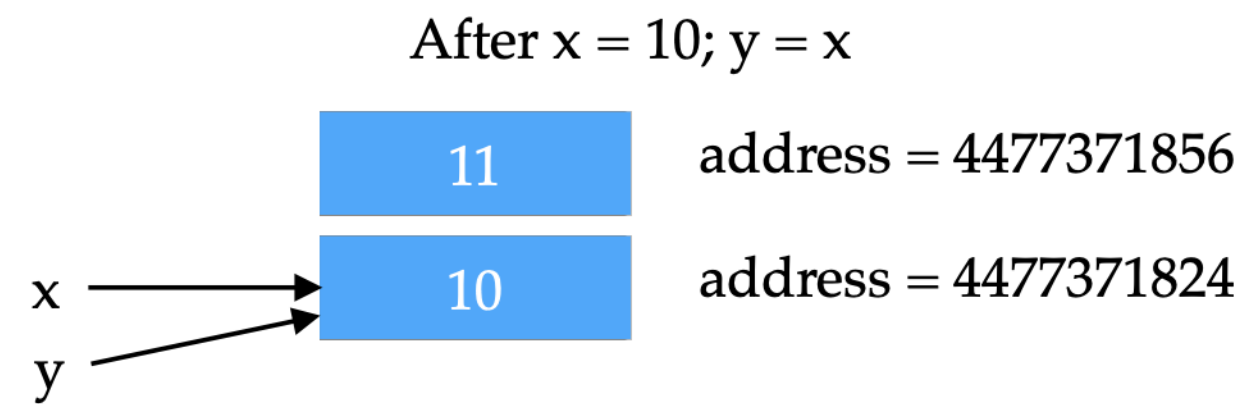 After x = 10; y = x
11 address = 4477371856
10 address = 4477371824
x
y